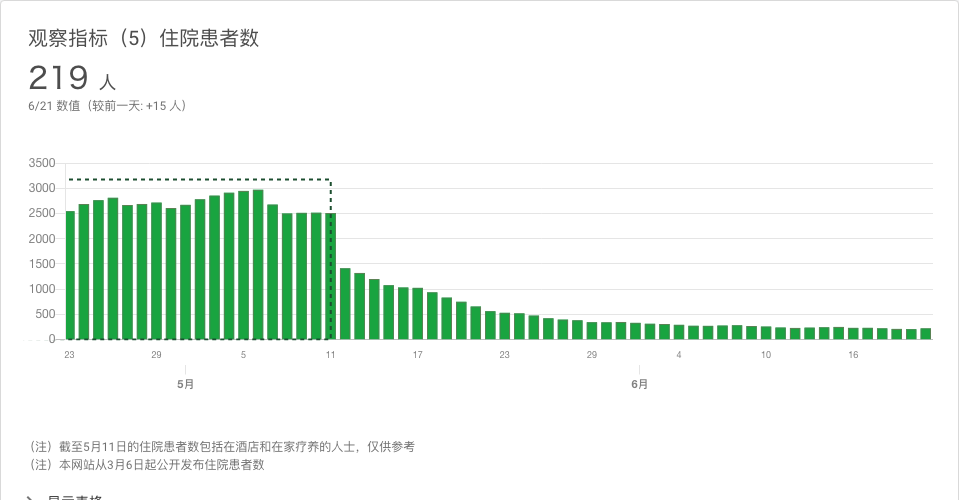 观察指标（5）住院患者数
219 人
6/21 数值（较前一天: +15 人）
3500
3000
2500
2000
1500
1000
500
0
23 29 5 11 17 23 29 4 10 16
5月 6月
（注）截至5月11日的住院患者数包括在酒店和在家疗养的人士，仅供参考
（注）本网站从3月6日起公开发布住院患者数
显示表格